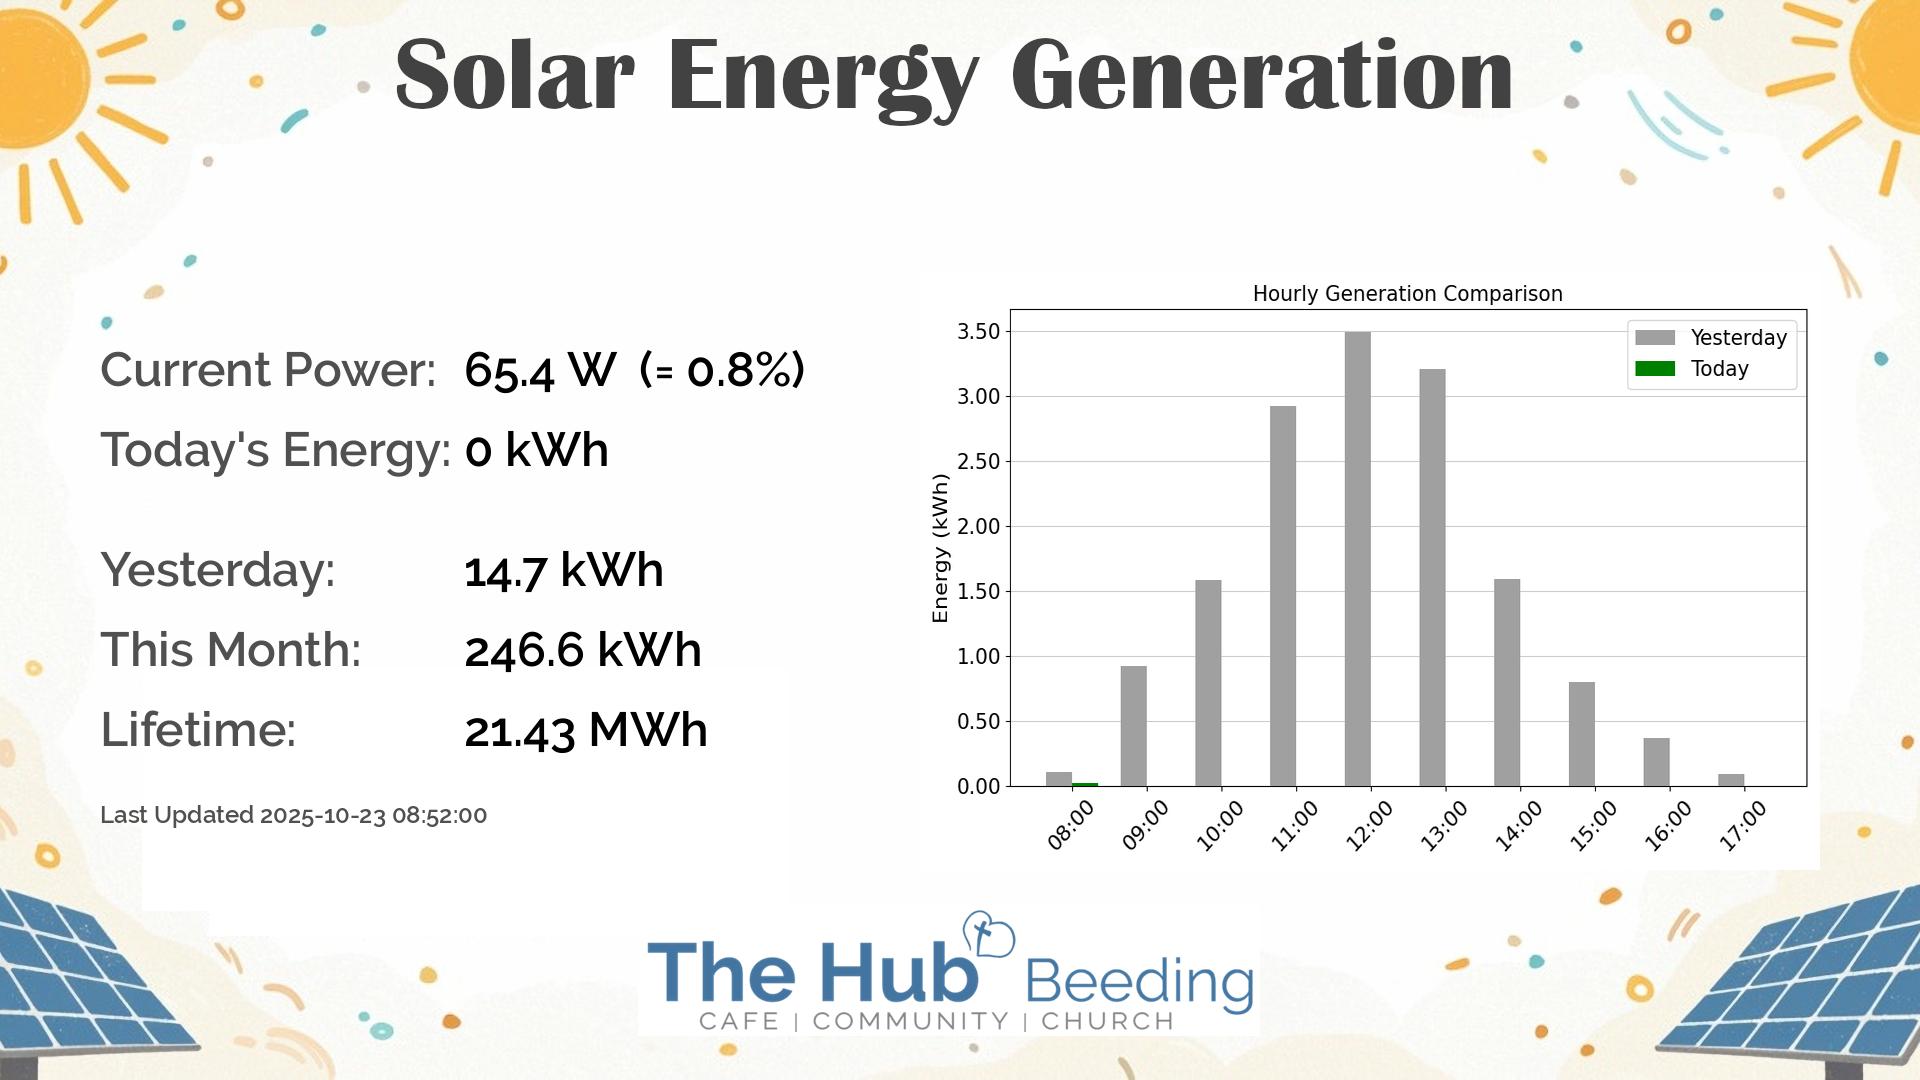 Solar Energy Generation
Current Power: 65.4 W (= 0.8%)
Today's Energy: 0 kWh
Yesterday: 14.7 kWh
This Month: 246.6 kWh
Lifetime: 21.43 MWh
Last Updated 2025-10-23 08:52:00
Hourly Generation Comparison
Yesterday
Today
Energy (kWh)
3.50
3.00
2.50
2.00
1.50
1.00
0.50
0.00
08:00 09:00 10:00 11:00 12:00 13:00 14:00 15:00 16:00 17:00
The Hub Beeding
CAFE | COMMUNITY | CHURCH